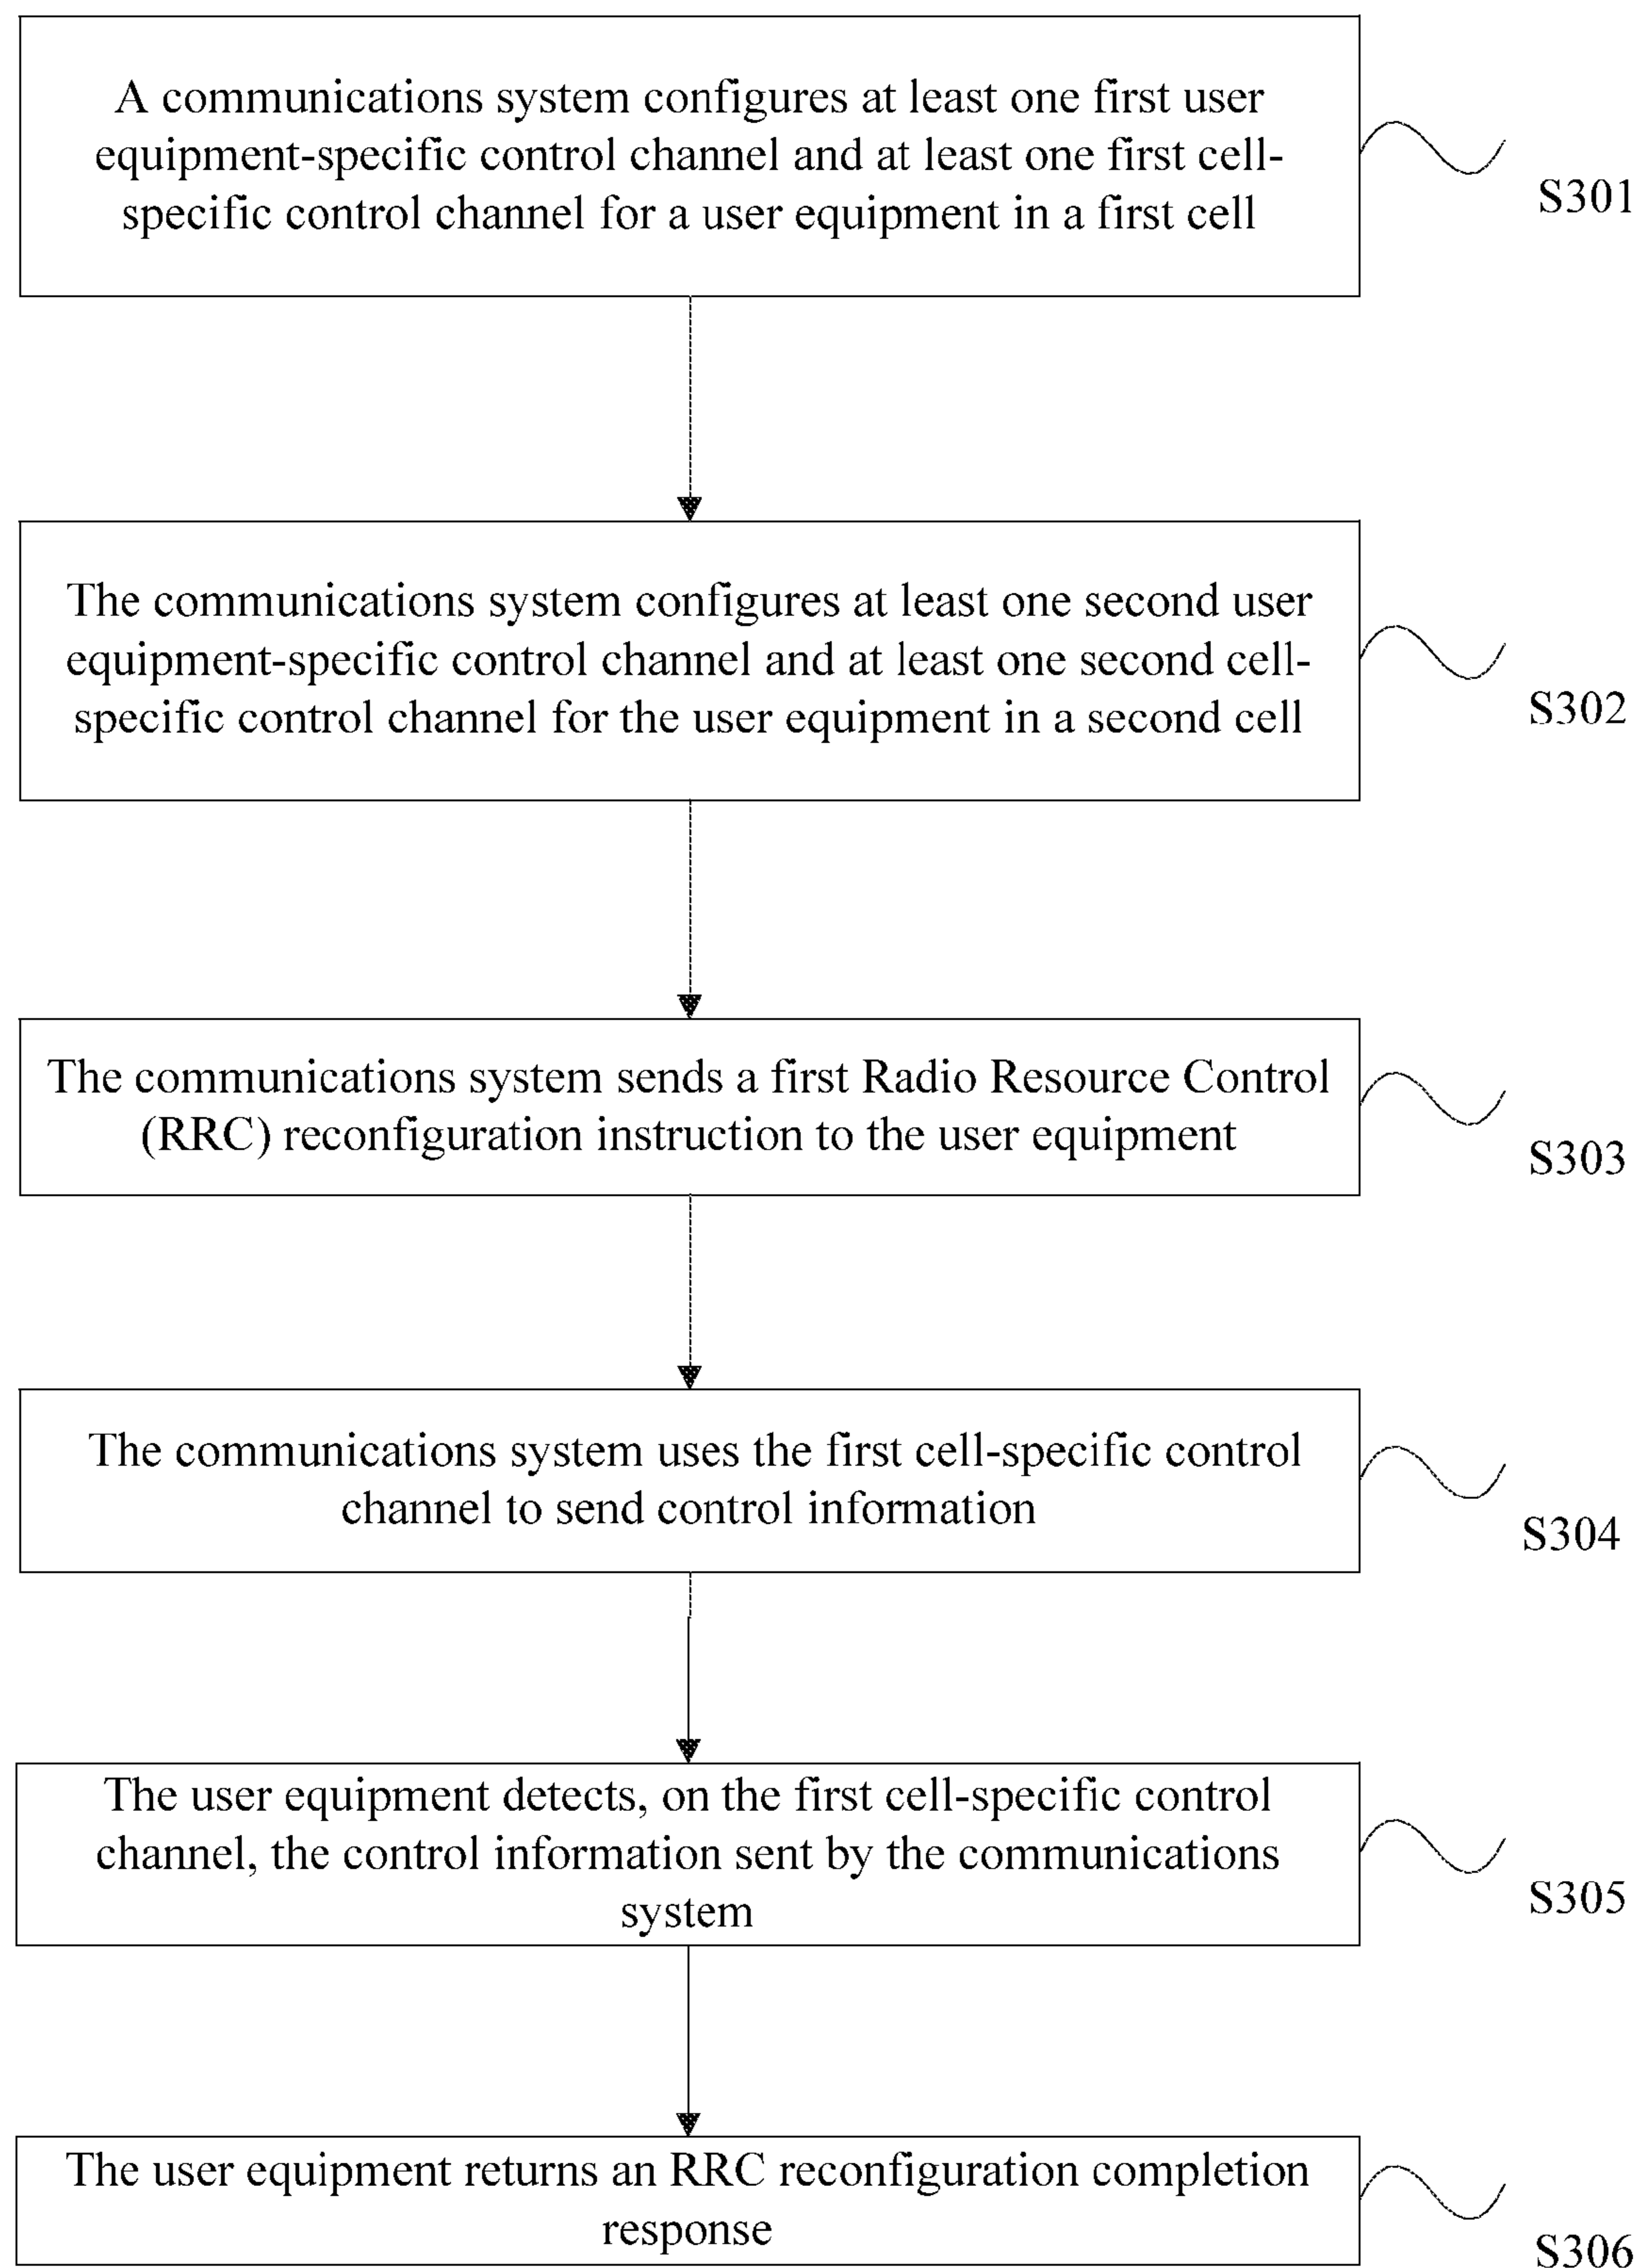 A communications system configures at least one first user
equipment-specific control channel and at least one first cell-
specific control channel for a user equipment in a first cell
S301
The communications system configures at least one second user
equipment-specific control channel and at least one second cell-
specific control channel for the user equipment in a second cell
S302
The communications system sends a first Radio Resource Control
(RRC) reconfiguration instruction to the user equipment
S303
The communications system uses the first cell-specific control
channel to send control information
S304
The user equipment detects, on the first cell-specific control
channel, the control information sent by the communications
system
S305
The user equipment returns an RRC reconfiguration completion
response
S306